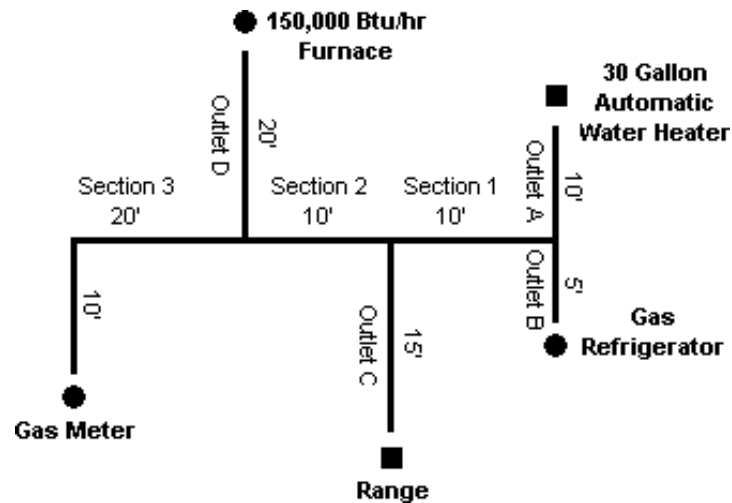 150,000 Btu/hr
Furnace
30 Gallon
Automatic
Water Heater
Outlet D
20'
Section 3
20'
Section 2
10'
Section 1
10'
Outlet A
10'
10'
Outlet C
15'
Outlet B
5'
Gas
Refrigerator
Gas Meter
Range